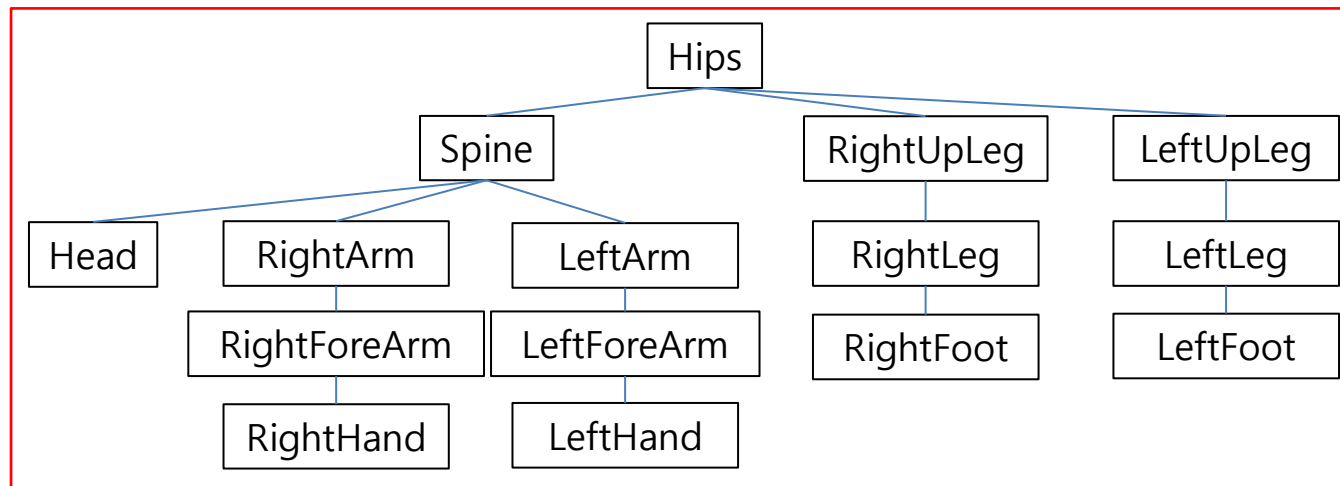 Hips
Spine
RightUpLeg
LeftUpLeg
Head
RightArm
LeftArm
RightLeg
LeftLeg
RightForeArm
LeftForeArm
RightFoot
LeftFoot
RightHand
LeftHand